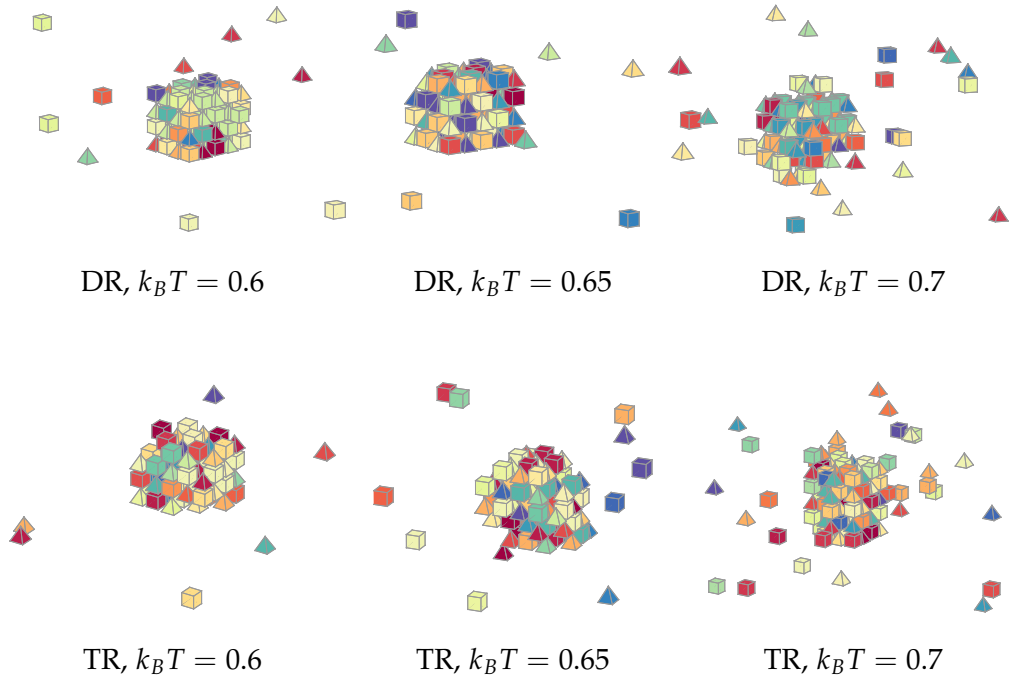 DR, $k_BT = 0.6$
DR, $k_BT = 0.65$
DR, $k_BT = 0.7$
TR, $k_BT = 0.6$
TR, $k_BT = 0.65$
TR, $k_BT = 0.7$